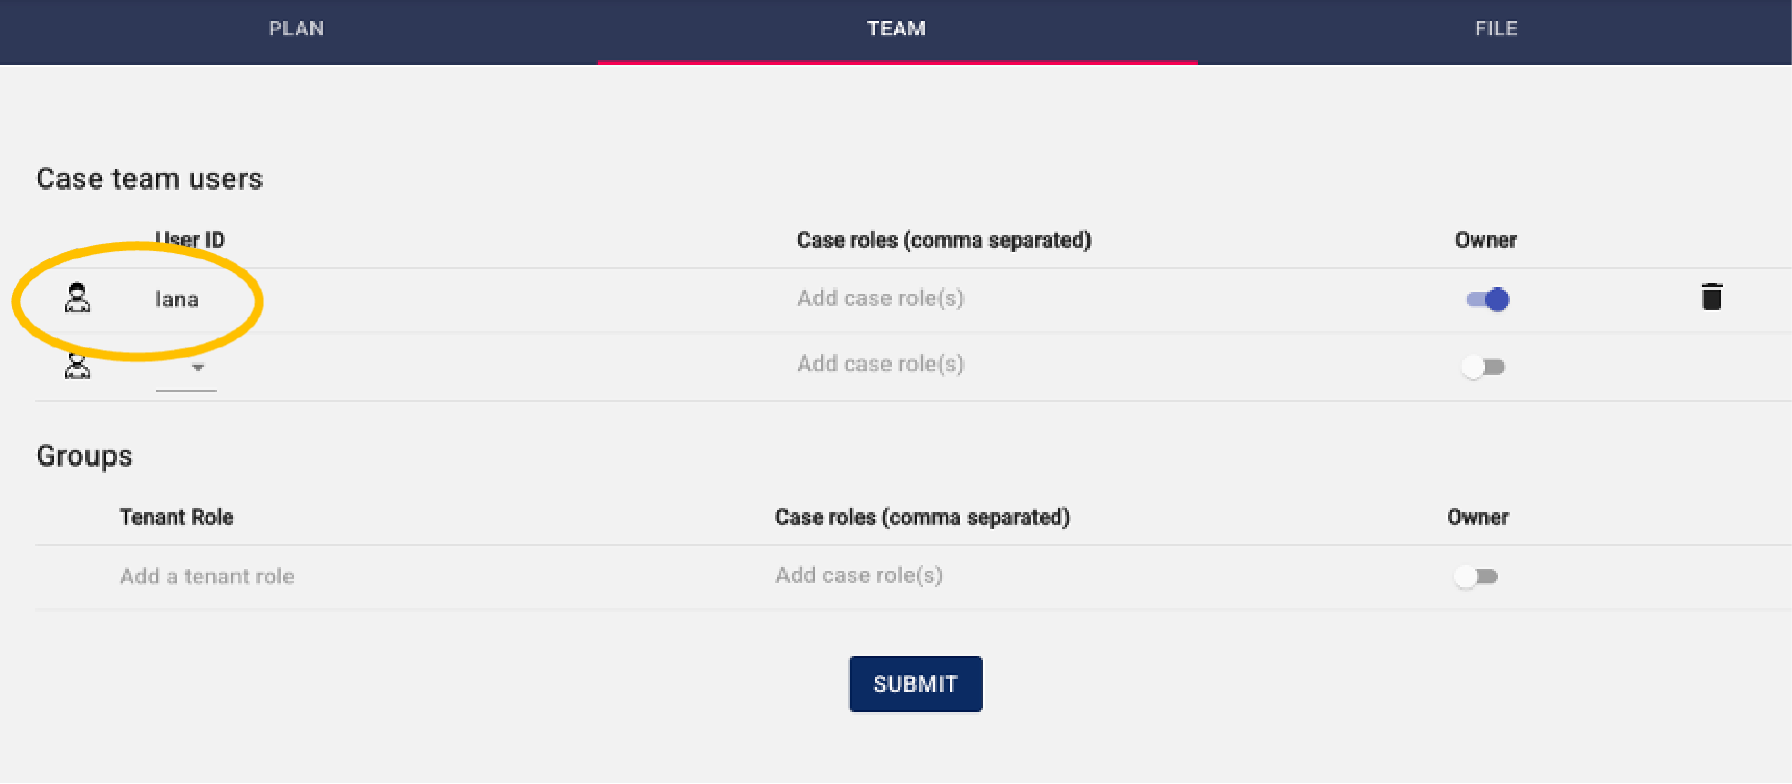 PLAN TEAM FILE
Case team users
User ID Case roles (comma separated) Owner
lana Add case role(s)
Add case role(s)
Groups
Tenant Role Case roles (comma separated) Owner
Add a tenant role Add case role(s)
SUBMIT